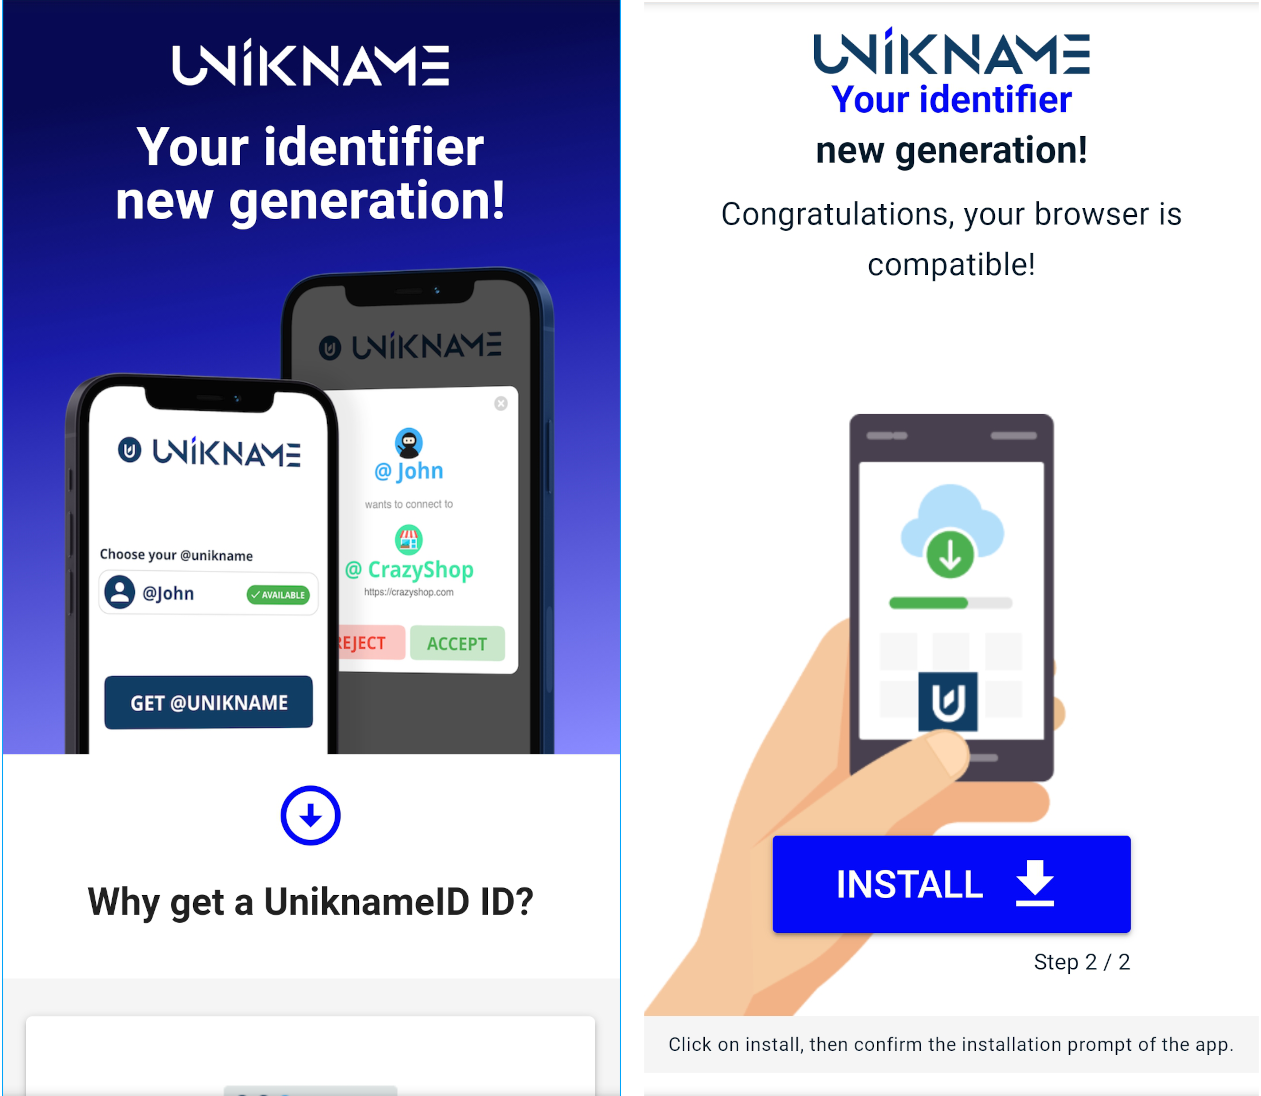 UNIKNAME
Your identifier
new generation!
UNIKNAME
@ John
wants to connect to
@ CrazyShop
https://crazyshop.com
EJECT
ACCEPT
UNIKNAME
Choose your @unikname
@John
AVAILABLE
GET @UNIKNAME
Why get a UniknameID ID?
UNIKNAME
Your identifier
new generation!
Congratulations, your browser is
compatible!
INSTALL
Step 2 / 2
Click on install, then confirm the installation prompt of the app.